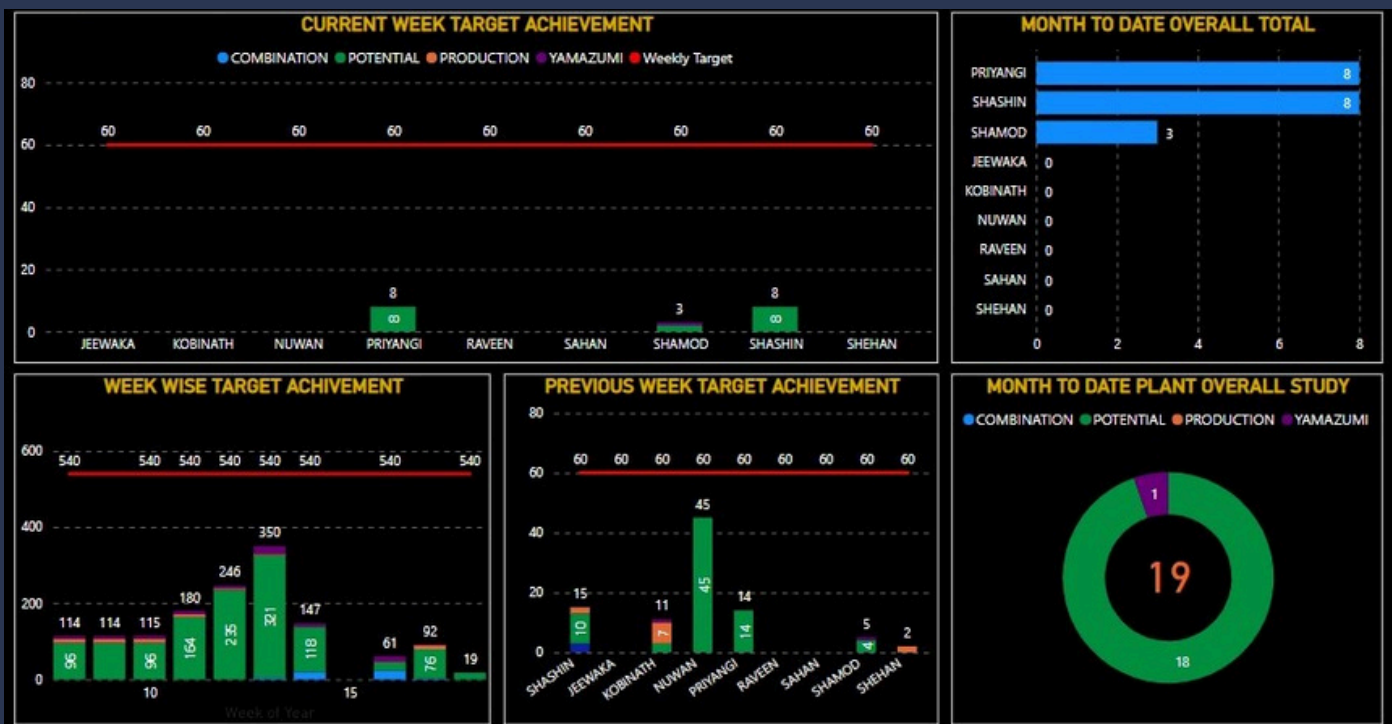 CURRENT WEEK TARGET ACHIEVEMENT
COMBINATION POTENTIAL PRODUCTION YAMAZUMI Weekly Target
80
60 60 60 60 60 60 60 60 60
60
40
20
8 3 8
8 8
0
JEEWAKA KOBINATH NUWAN PRIYANGI RAVEEN SAHAN SHAMOD SHASHIN SHEHAN
MONTH TO DATE OVERALL TOTAL
PRIYANGI 8
SHASHIN 8
SHAMOD 3
JEEWAKA 0
KOBINATH 0
NUWAN 0
RAVEEN 0
SAHAN 0
SHEHAN 0
0 2 4 6 8
WEEK WISE TARGET ACHIVEMENT
600
540 540 540 540 540 540 540 540
400
350
246
200
180
147
114 114 115
61 92 19
96 96 164 235 321 118 76
0
10 15
Week of Year
PREVIOUS WEEK TARGET ACHIEVEMENT
80
60 60 60 60 60 60 60 60 60
60
45
40
20
15 11 14 5 2
10 7 45 14 4
0
SHASHIN JEEWAKA KOBINATH NUWAN PRIYANGI RAVEEN SAHAN SHAMOD SHEHAN
MONTH TO DATE PLANT OVERALL STUDY
COMBINATION POTENTIAL PRODUCTION YAMAZUMI
1
19
18